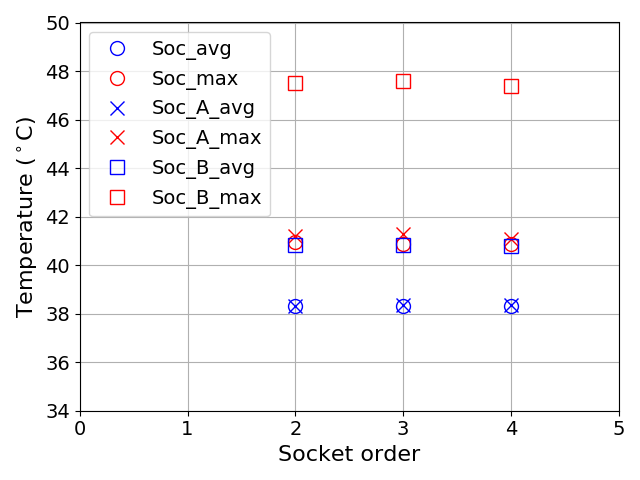 50
48
46
44
42
40
38
36
34
Temperature (°C)
Soc_avg
Soc_max
Soc_A_avg
Soc_A_max
Soc_B_avg
Soc_B_max
0 1 2 3 4 5
Socket order